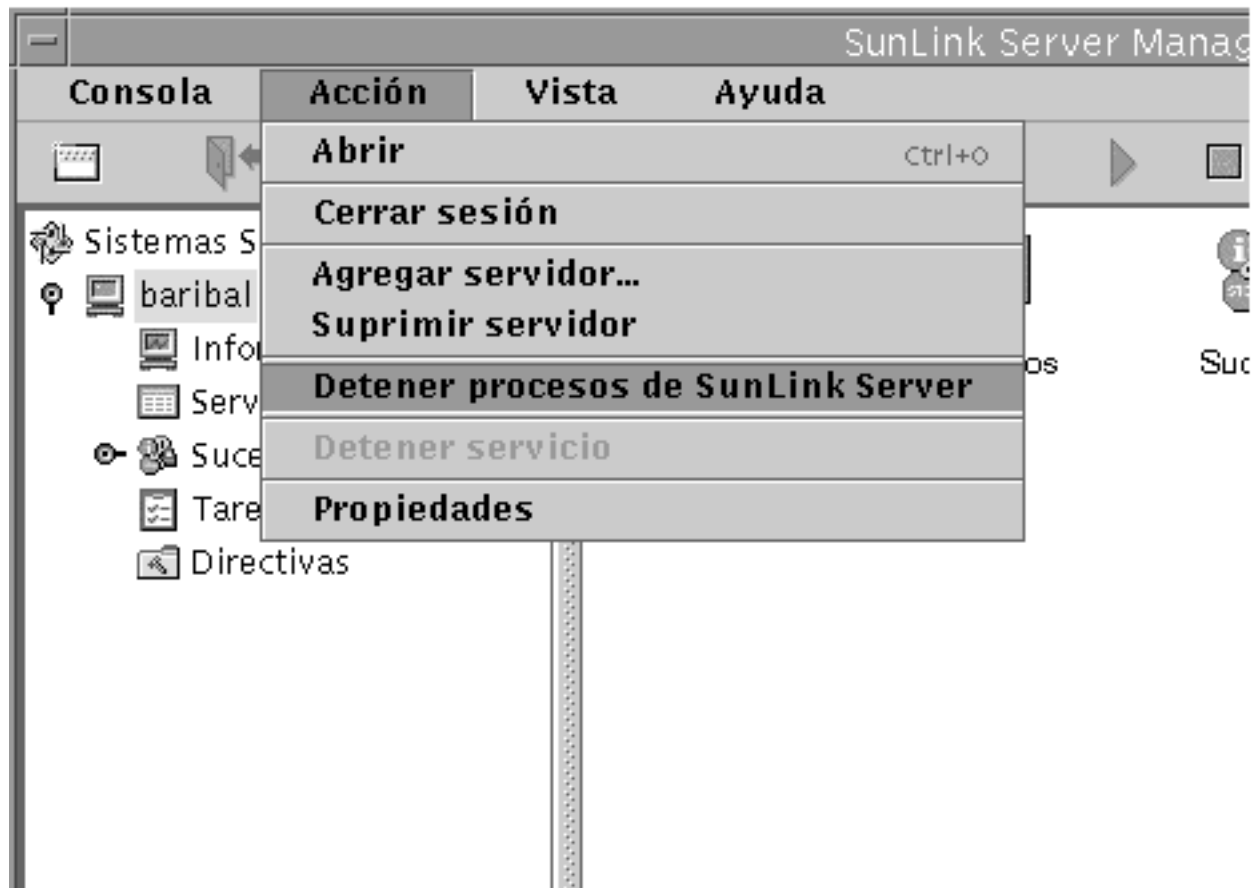 SunLink Server Manag
Consola Acción Vista Ayuda
Abrir Ctrl+O
Cerrar sesión
Agregar servidor...
Suprimir servidor
Detener procesos de SunLink Server
Detener servicio
Propiedades
Sistemas S
baribal
Infor
Serv
Suce
Tare
Directivas
os
Suc